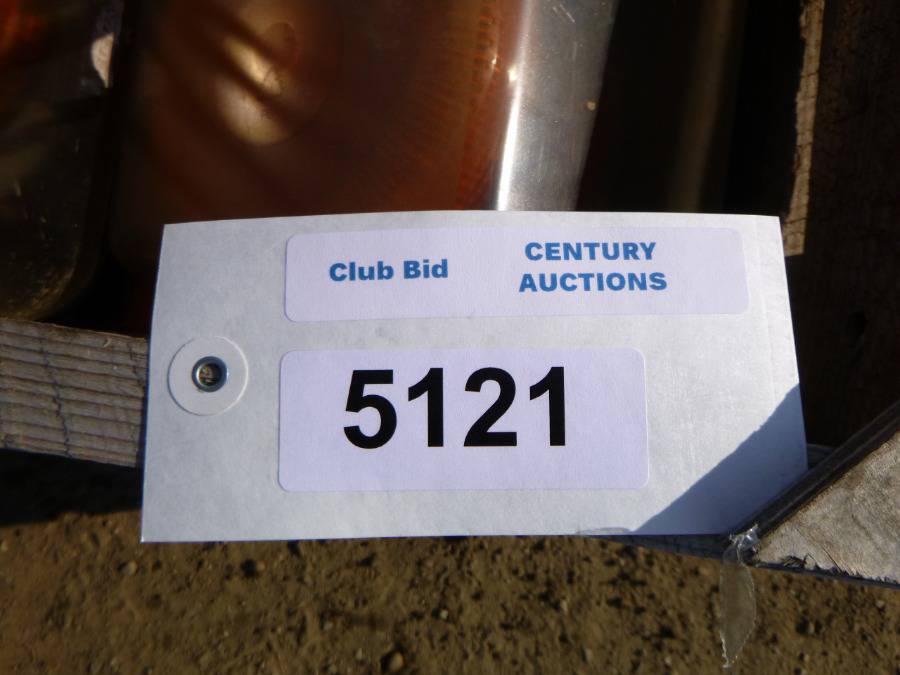 Club Bid
CENTURY
AUCTIONS
5121